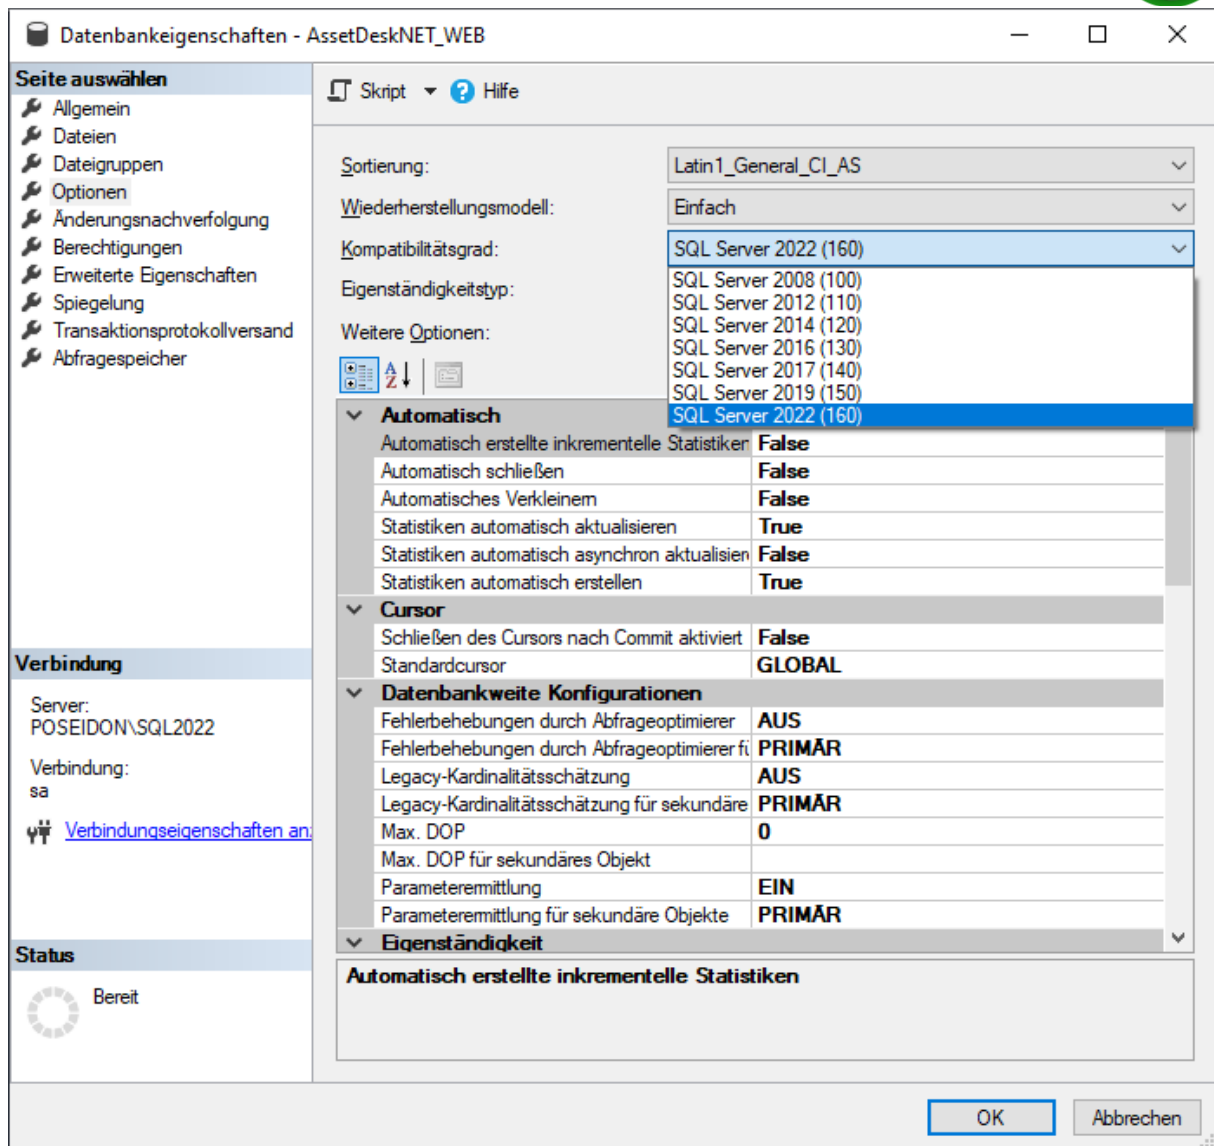 Datenbankeigenschaften - AssetDeskNET_WEB
Seite auswählen
Allgemein
Dateien
Dateigruppen
Optionen
Änderungsnachverfolgung
Berechtigungen
Erweiterte Eigenschaften
Spiegelung
Transaktionsprotokollversand
Abfragespeicher
Verbindung
Server:
POSEIDON\SQL2022
Verbindung:
sa
Verbindungseigenschaften an
Status
Bereit
Skript Hilfe
Sortierung: Latin1_General_CI_AS
Wiederherstellungsmodell: Einfach
Kompatibilitätsgrad: SQL Server 2022 (160)
SQL Server 2008 (100)
SQL Server 2012 (110)
SQL Server 2014 (120)
SQL Server 2016 (130)
SQL Server 2017 (140)
SQL Server 2019 (150)
SQL Server 2022 (160)
Eigenständigkeitstyp:
Weitere Optionen:
Automatisch
Automatisch erstellte inkrementelle Statistiken False
Automatisch schließen False
Automatisches Verkleinern False
Statistiken automatisch aktualisieren True
Statistiken automatisch asynchron aktualisieren False
Statistiken automatisch erstellen True
Cursor
Schließen des Cursors nach Commit aktiviert False
Standardcursor GLOBAL
Datenbankweite Konfigurationen
Fehlerbehebungen durch Abfrageoptimierer AUS
Fehlerbehebungen durch Abfrageoptimierer fü PRIMÄR
Legacy-Kardinalitätsschätzung AUS
Legacy-Kardinalitätsschätzung für sekundäre PRIMÄR
Max. DOP 0
Max. DOP für sekundäres Objekt
Parameterermittlung EIN
Parameterermittlung für sekundäre Objekte PRIMÄR
Eigenständigkeit
Automatisch erstellte inkrementelle Statistiken
OK Abbrechen